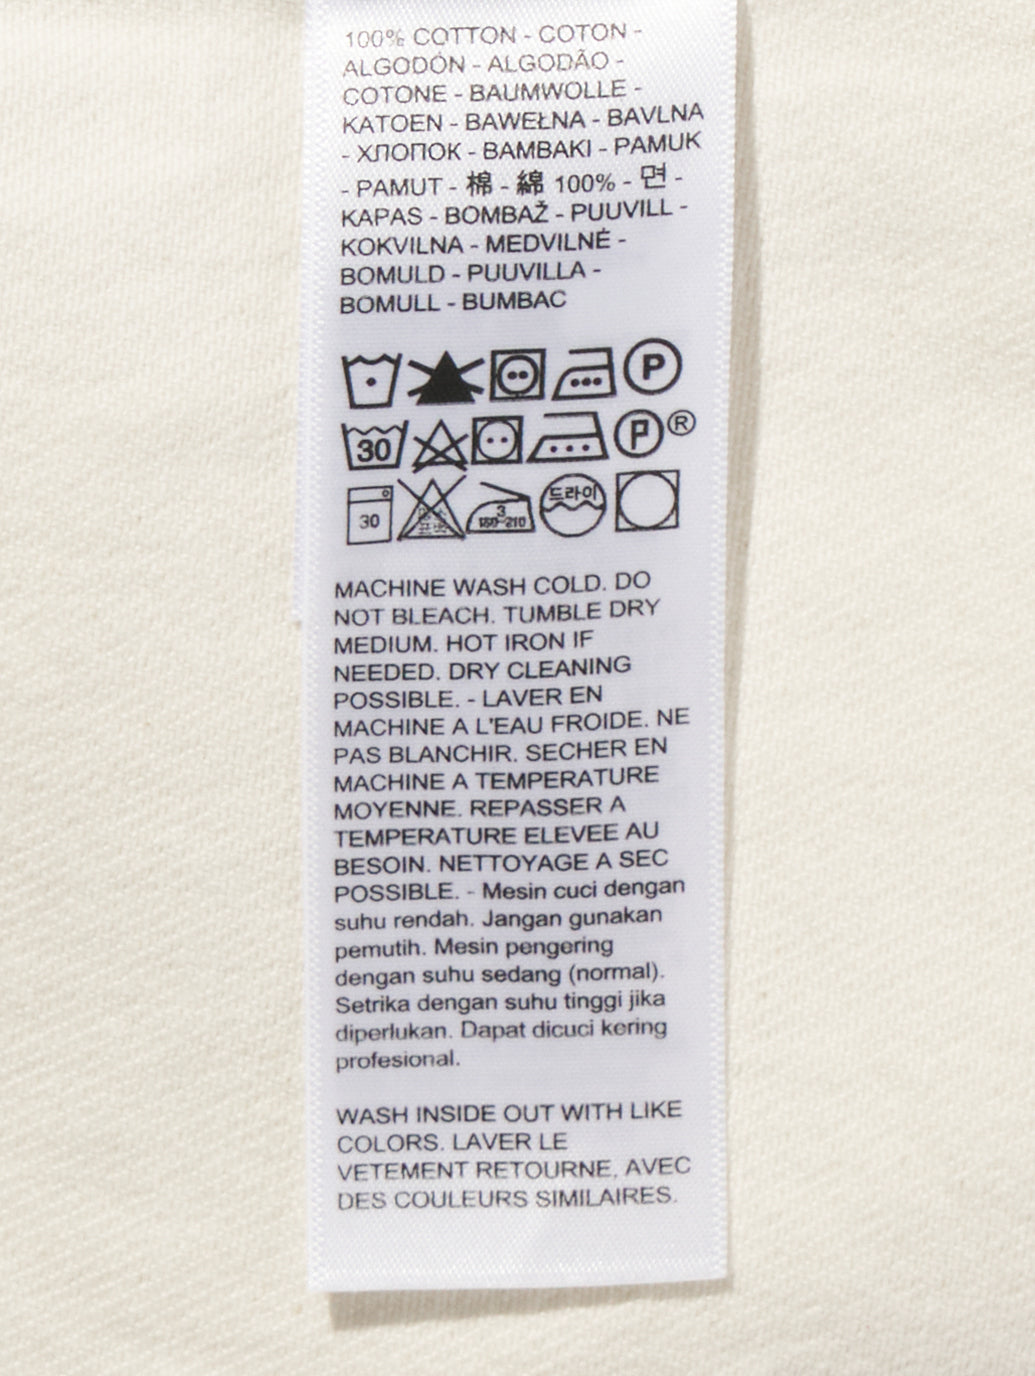 100% COTTON - COTON -
ALGODÓN - ALGODÃO -
COTONE - BAUMWOLLE -
KATOEN - BAWEŁNA - BAVLNA
- ХЛОПОК - BAMBAKI - PAMUK
- PAMUT - 棉 - 綿 100% - 면 -
KAPAS - BOMBAŽ - PUUVILL -
KOKVILNA - MEDVILNĖ -
BOMULD - PUUVILLA -
BOMULL - BUMBAC
P
30 P®
30 3 180~210 드라이
MACHINE WASH COLD. DO
NOT BLEACH. TUMBLE DRY
MEDIUM. HOT IRON IF
NEEDED. DRY CLEANING
POSSIBLE. - LAVER EN
MACHINE A L'EAU FROIDE. NE
PAS BLANCHIR. SECHER EN
MACHINE A TEMPERATURE
MOYENNE. REPASSER A
TEMPERATURE ELEVEE AU
BESOIN. NETTOYAGE A SEC
POSSIBLE. - Mesin cuci dengan
suhu rendah. Jangan gunakan
pemutih. Mesin pengering
dengan suhu sedang (normal).
Setrika dengan suhu tinggi jika
diperlukan. Dapat dicuci kering
profesional.
WASH INSIDE OUT WITH LIKE
COLORS. LAVER LE
VETEMENT RETOURNE, AVEC
DES COULEURS SIMILAIRES.